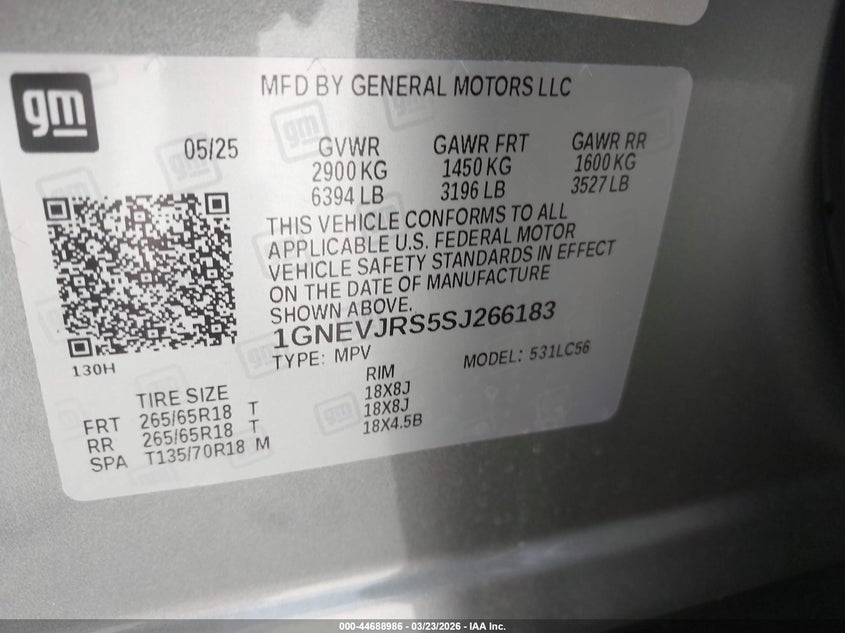 gm
MFD BY GENERAL MOTORS LLC
05/25 GVWR GAWR FRT GAWR RR
2900 KG 1450 KG 1600 KG
6394 LB 3196 LB 3527 LB
THIS VEHICLE CONFORMS TO ALL
APPLICABLE U.S. FEDERAL MOTOR
VEHICLE SAFETY STANDARDS IN EFFECT
ON THE DATE OF MANUFACTURE
SHOWN ABOVE.
1GNEVJRS5SJ266183
130H TYPE: MPV MODEL: 531LC56
TIRE SIZE RIM
FRT 265/65R18 T 18X8J
RR 265/65R18 T 18X8J
SPA T135/70R18 M 18X4.5B
000-44688986 - 03/23/2026 - IAA Inc.